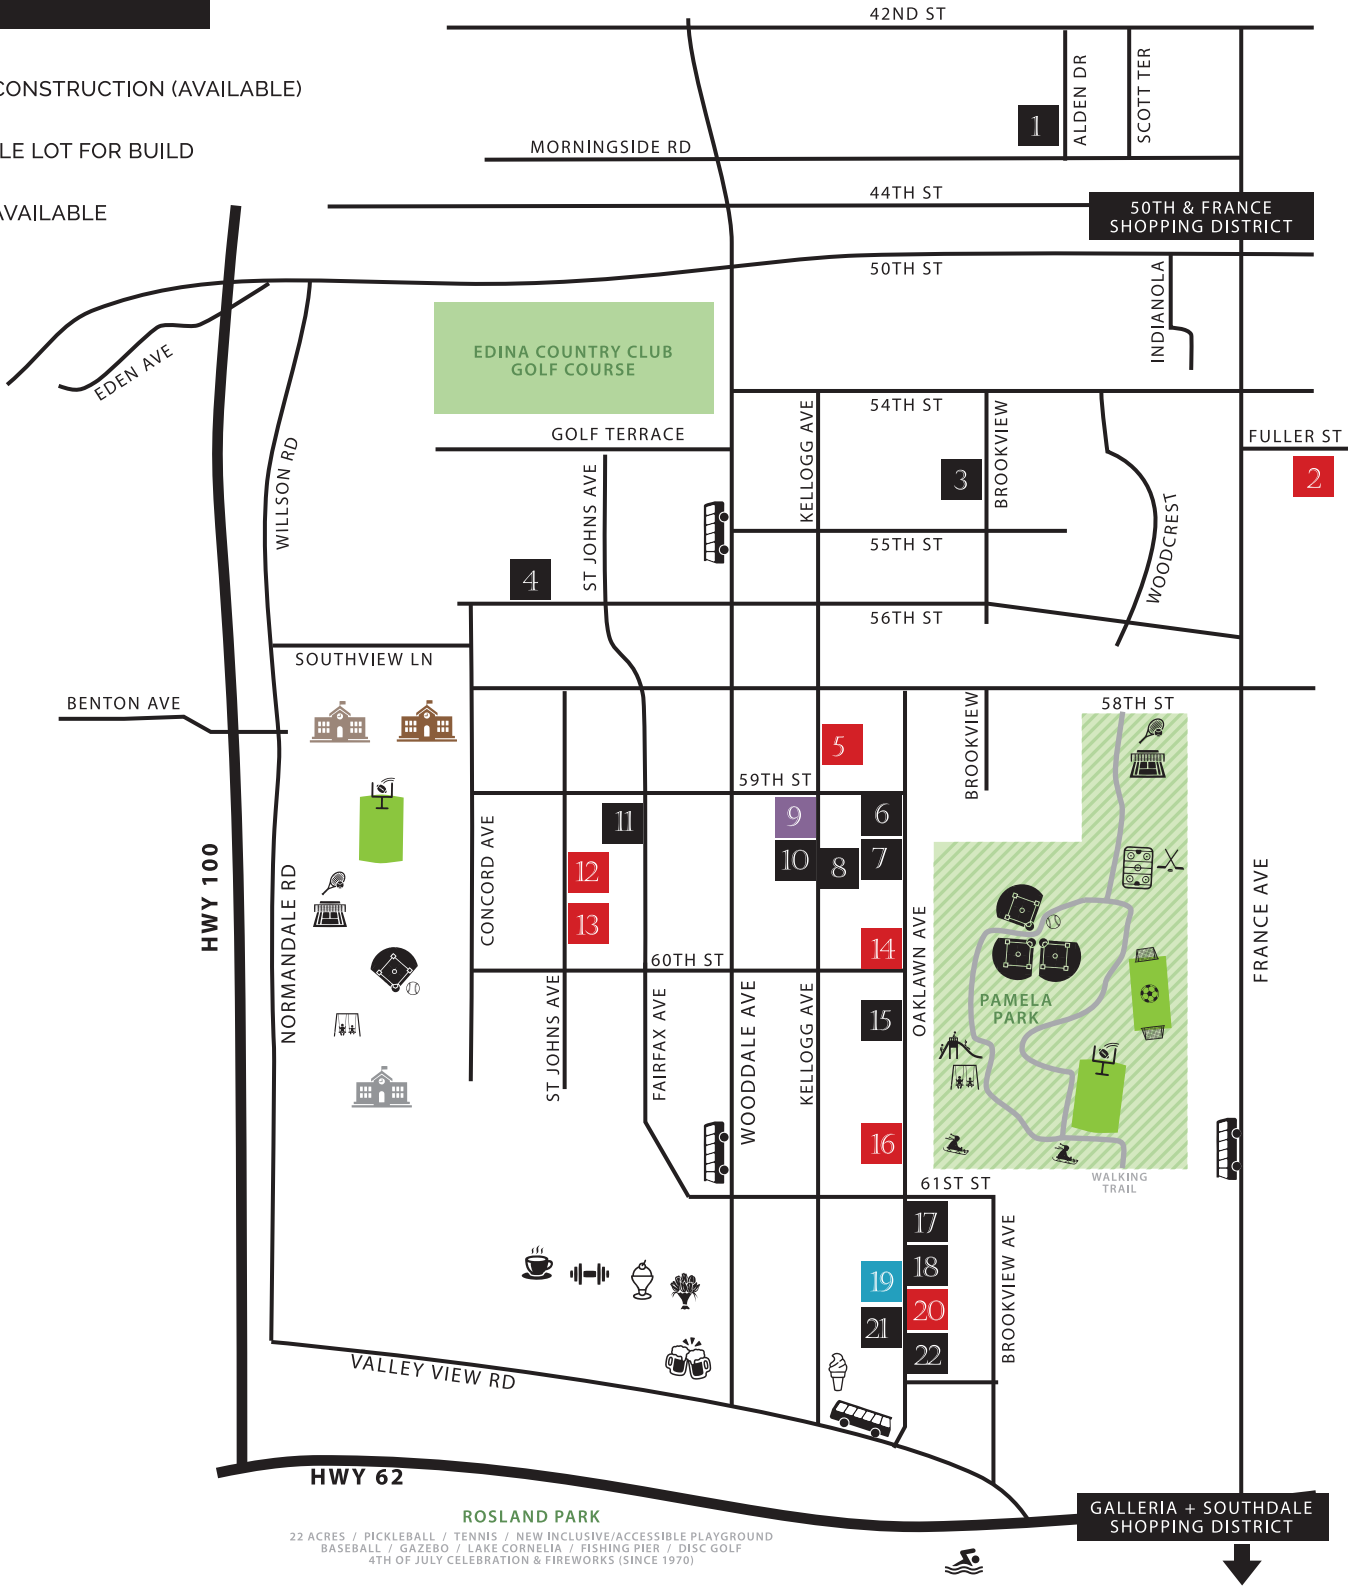 42ND ST
CONSTRUCTION (AVAILABLE)
ALDEN DR
SCOTT TER
1
MORNINGSIDE RD
LE LOT FOR BUILD
44TH ST
AVAILABLE
50TH & FRANCE
SHOPPING DISTRICT
50TH ST
INDIANOLA
EDEN AVE
EDINA COUNTRY CLUB
GOLF COURSE
54TH ST
KELLOGG AVE
BROOKVIEW
GOLF TERRACE
FULLER ST
2
3
WILLSON RD
ST JOHNS AVE
WOODCREST
55TH ST
4
56TH ST
SOUTHVIEW LN
BENTON AVE
58TH ST
BROOKVIEW
5
59TH ST
9
6
11
10
8
7
12
13
HWY 100
NORMANDALE RD
CONCORD AVE
FRANCE AVE
OAKLAWN AVE
14
60TH ST
PAMELA
PARK
15
ST JOHNS AVE
FAIRFAX AVE
WOODDALE AVE
KELLOGG AVE
16
WALKING
TRAIL
61ST ST
17
18
19
20
21
22
BROOKVIEW AVE
VALLEY VIEW RD
HWY 62
GALLERIA + SOUTHDALE
SHOPPING DISTRICT
ROSLAND PARK
22 ACRES / PICKLEBALL / TENNIS / NEW INCLUSIVE/ACCESSIBLE PLAYGROUND
BASEBALL / GAZEBO / LAKE CORNELIA / FISHING PIER / DISC GOLF
4TH OF JULY CELEBRATION & FIREWORKS (SINCE 1970)